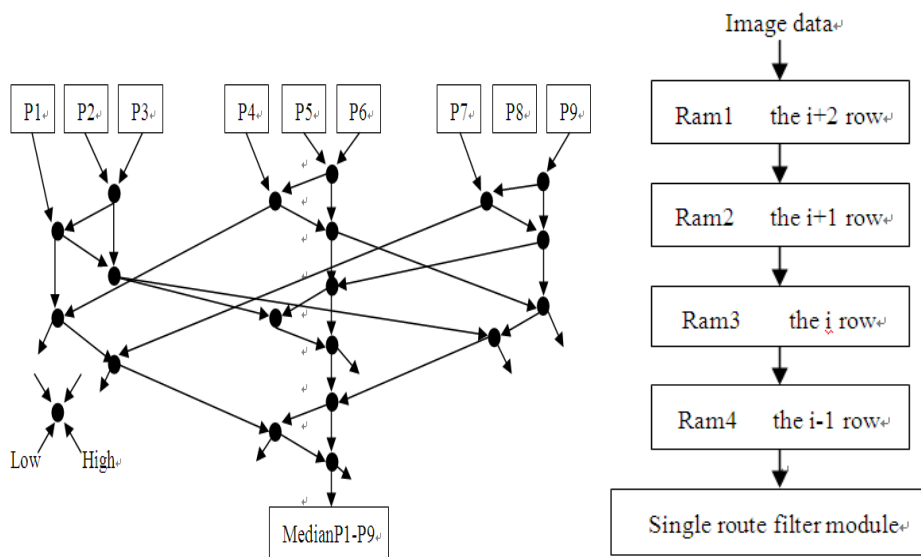 P1 P2 P3 P4 P5 P6 P7 P8 P9
Low High
MedianP1-P9
Image data
Ram1 the i+2 row
Ram2 the i+1 row
Ram3 the i row
Ram4 the i-1 row
Single route filter module